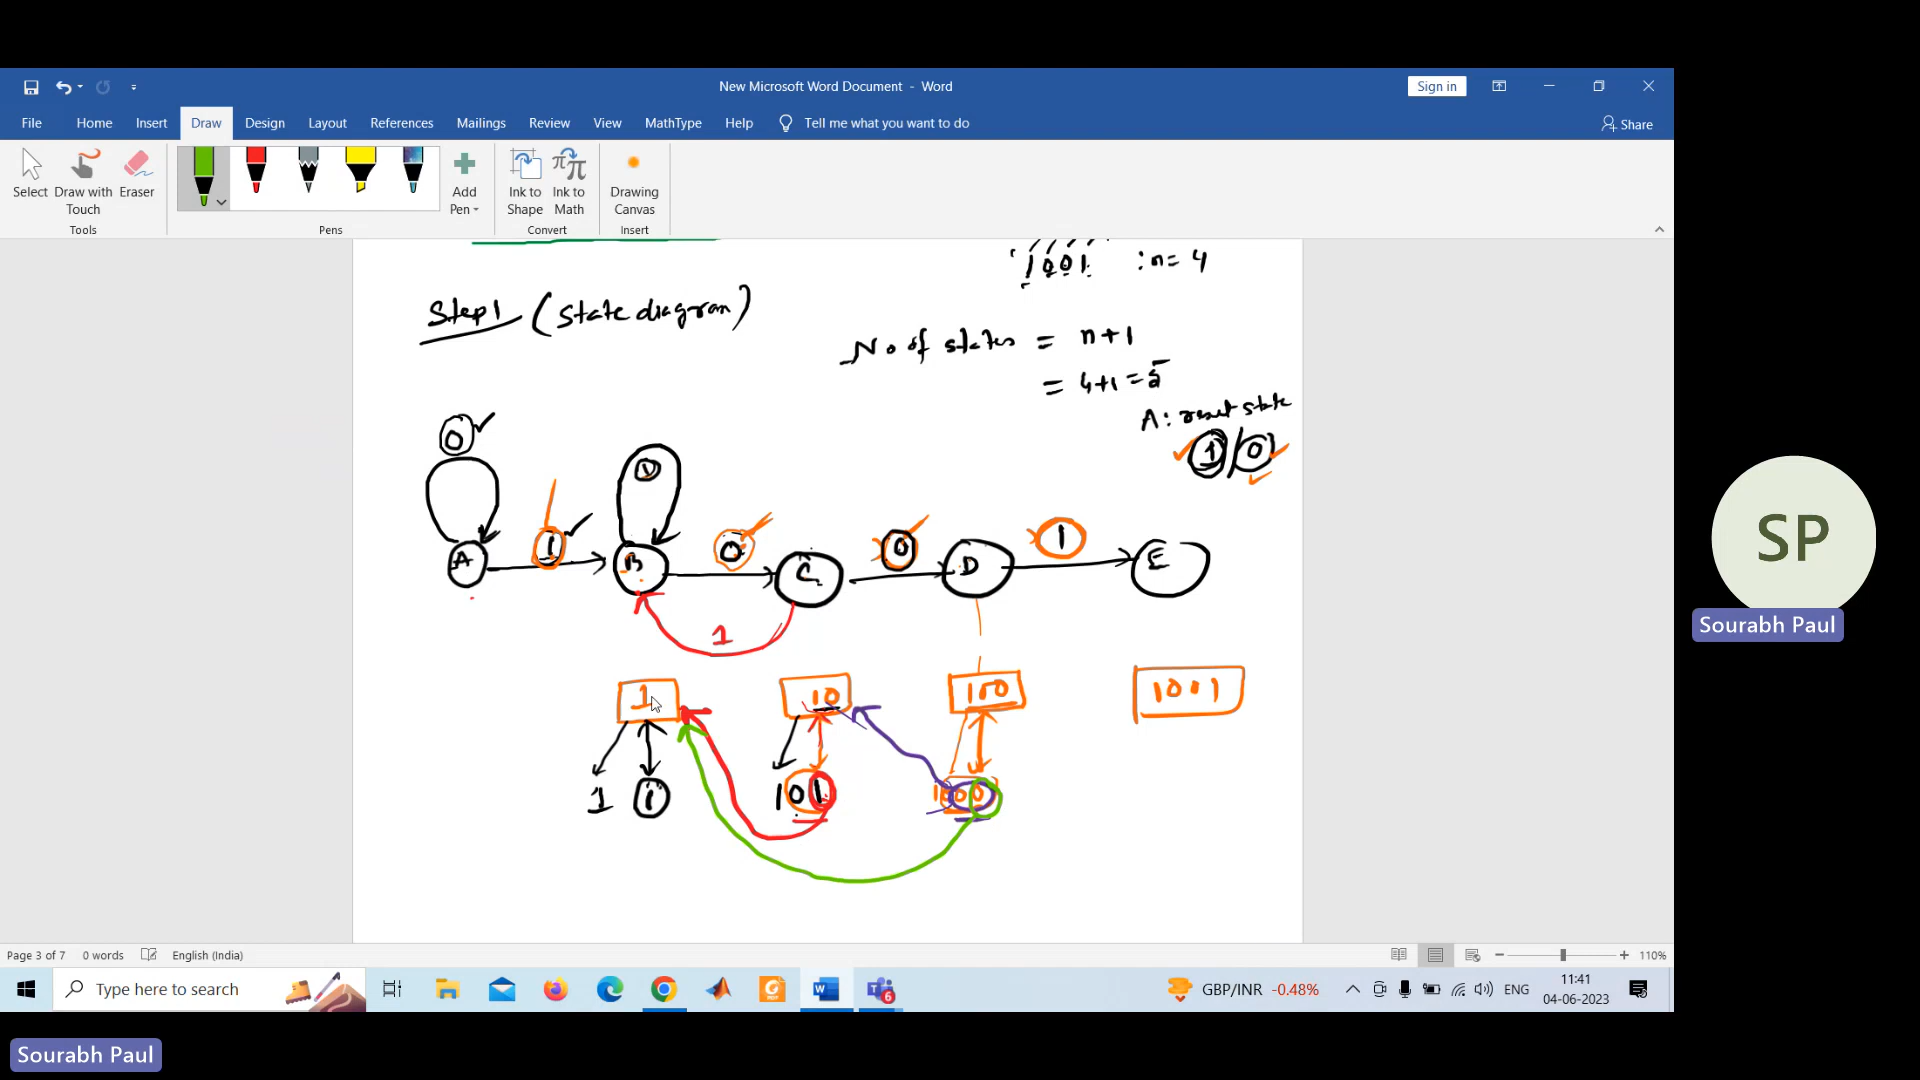 New Microsoft Word Document - Word
Sign in
File Home Insert Draw Design Layout References Mailings Review View MathType Help Tell me what you want to do
Share
Select Draw with Touch Eraser Add Pen Ink to Shape Ink to Math Drawing Canvas
Tools Pens Convert Insert
1001 : n = 4
Step1 (State diagram)
No of states = n+1
= 4+1 = 5
A: reset state
1/0
0
1
1 0 0 1
A B C D E
1
1 10 100 1001
1 1 101 1000
SP
Sourabh Paul
Page 3 of 7 0 words English (India) 110%
Type here to search
GBP/INR -0.48% ENG 11:41
04-06-2023
6
Sourabh Paul